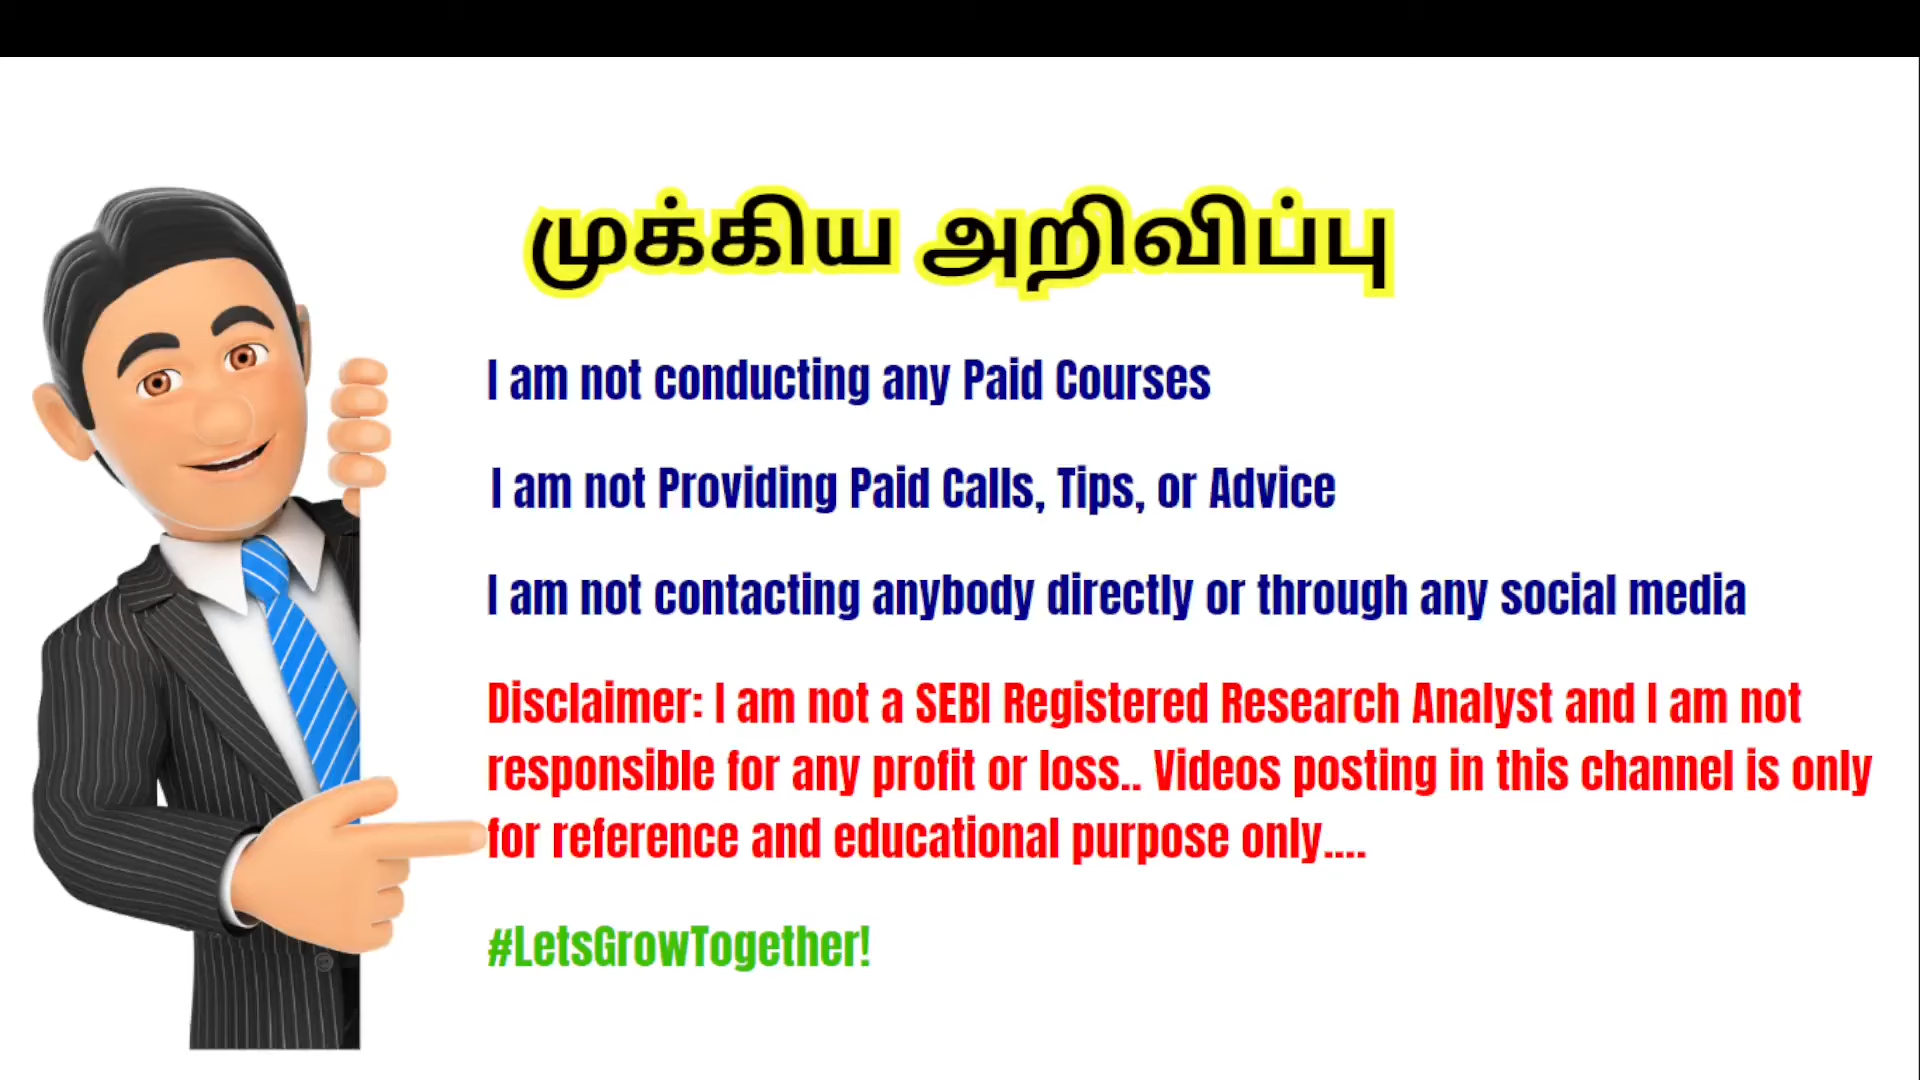 முக்கிய அறிவிப்பு
I am not conducting any Paid Courses
I am not Providing Paid Calls, Tips, or Advice
I am not contacting anybody directly or through any social media
Disclaimer: I am not a SEBI Registered Research Analyst and I am not
responsible for any profit or loss.. Videos posting in this channel is only
for reference and educational purpose only....
#LetsGrowTogether!